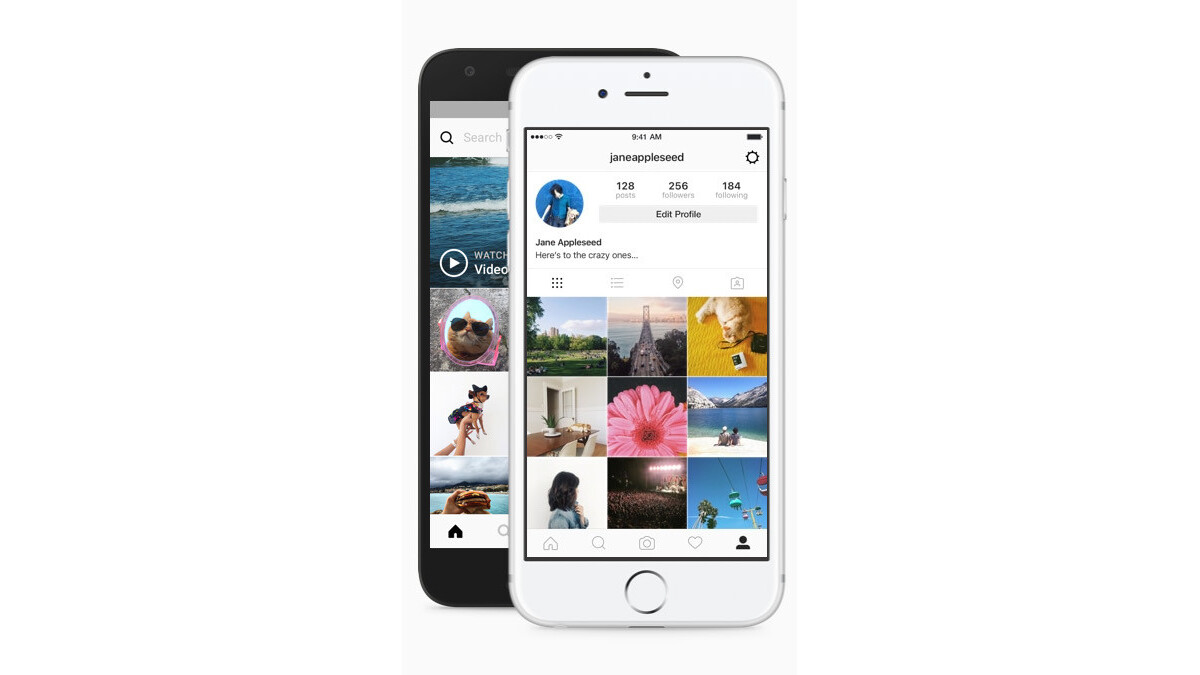 Search
WATCH
Video
9:41 AM
janeappleseed
128
256
184
posts
followers
following
Edit Profile
Jane Appleseed
Here's to the crazy ones...